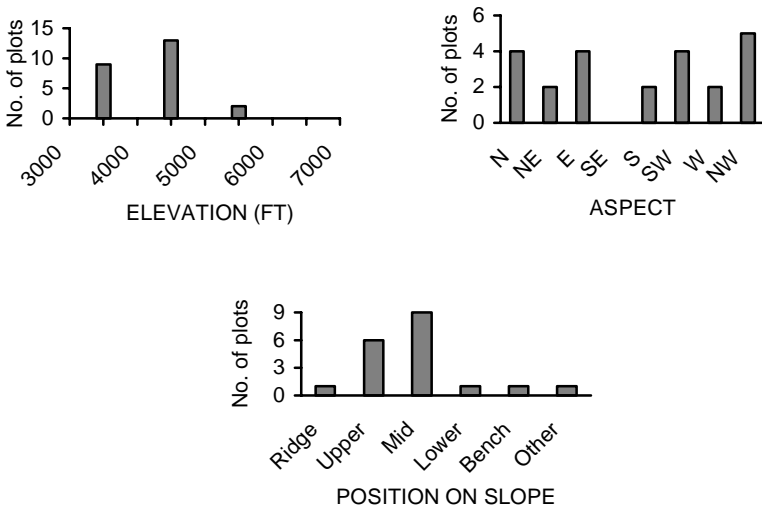 No. of plots
15
10
5
0
3000
4000
5000
6000
7000
ELEVATION (FT)
No. of plots
6
4
2
0
N
NE
E
SE
S
SW
W
NW
ASPECT
No. of plots
9
6
3
0
Ridge
Upper
Mid
Lower
Bench
Other
POSITION ON SLOPE